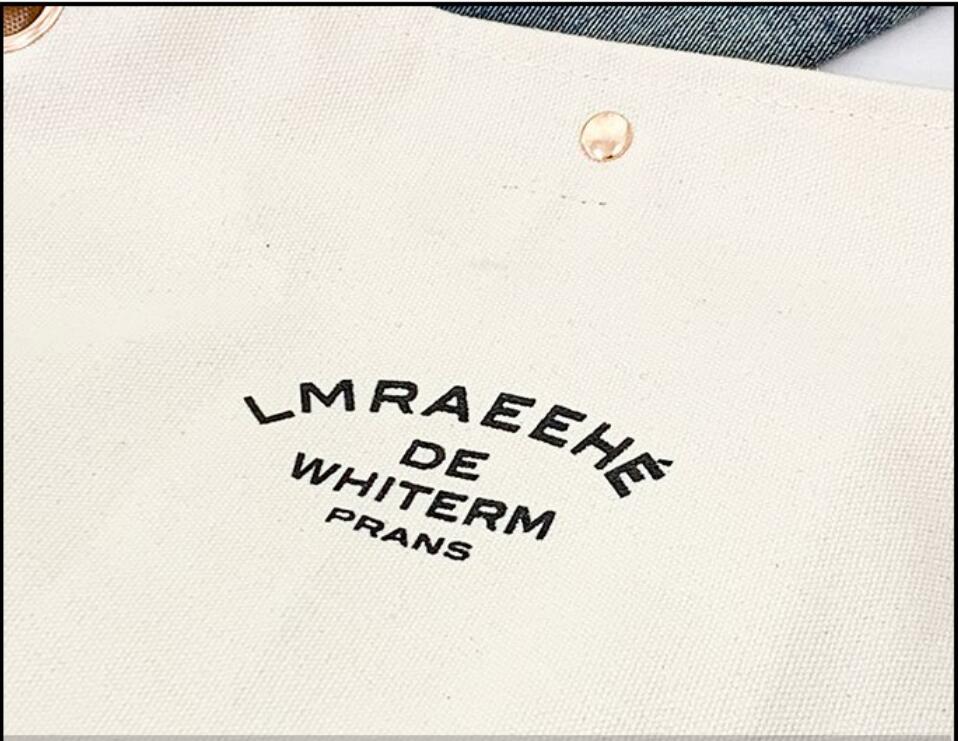 LMRAEEHÉ
DE
WHITERM
PRANS